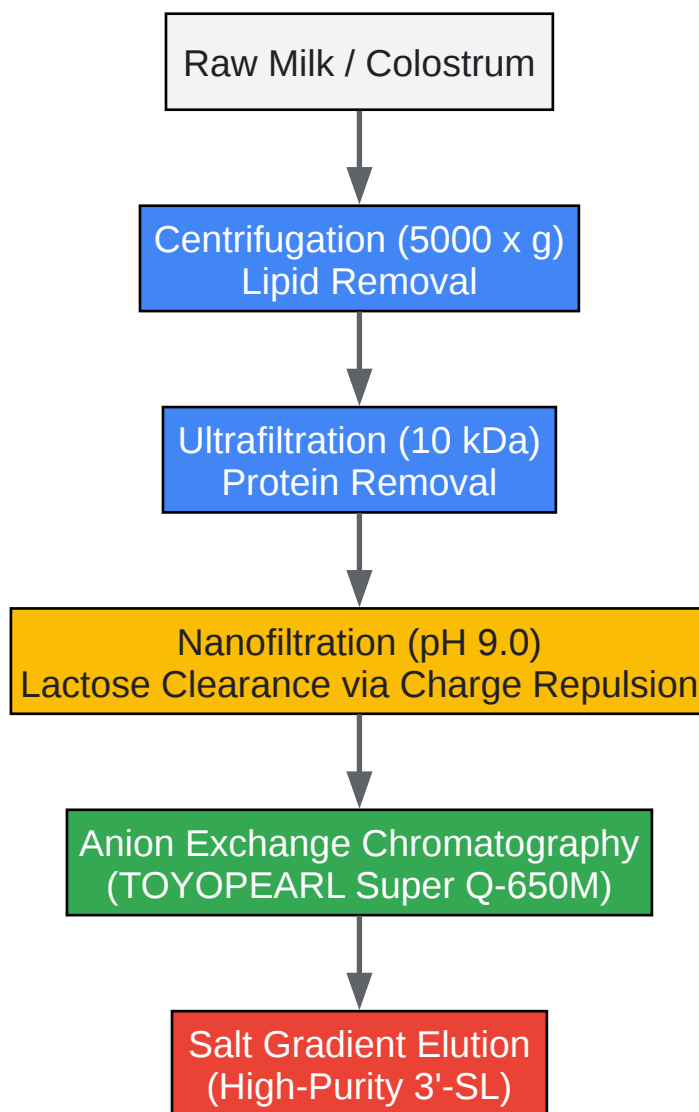 Raw Milk / Colostrum
Centrifugation (5000 x g)
Lipid Removal
Ultrafiltration (10 kDa)
Protein Removal
Nanofiltration (pH 9.0)
Lactose Clearance via Charge Repulsion
Anion Exchange Chromatography
(TOYOPEARL Super Q-650M)
Salt Gradient Elution
(High-Purity 3'-SL)